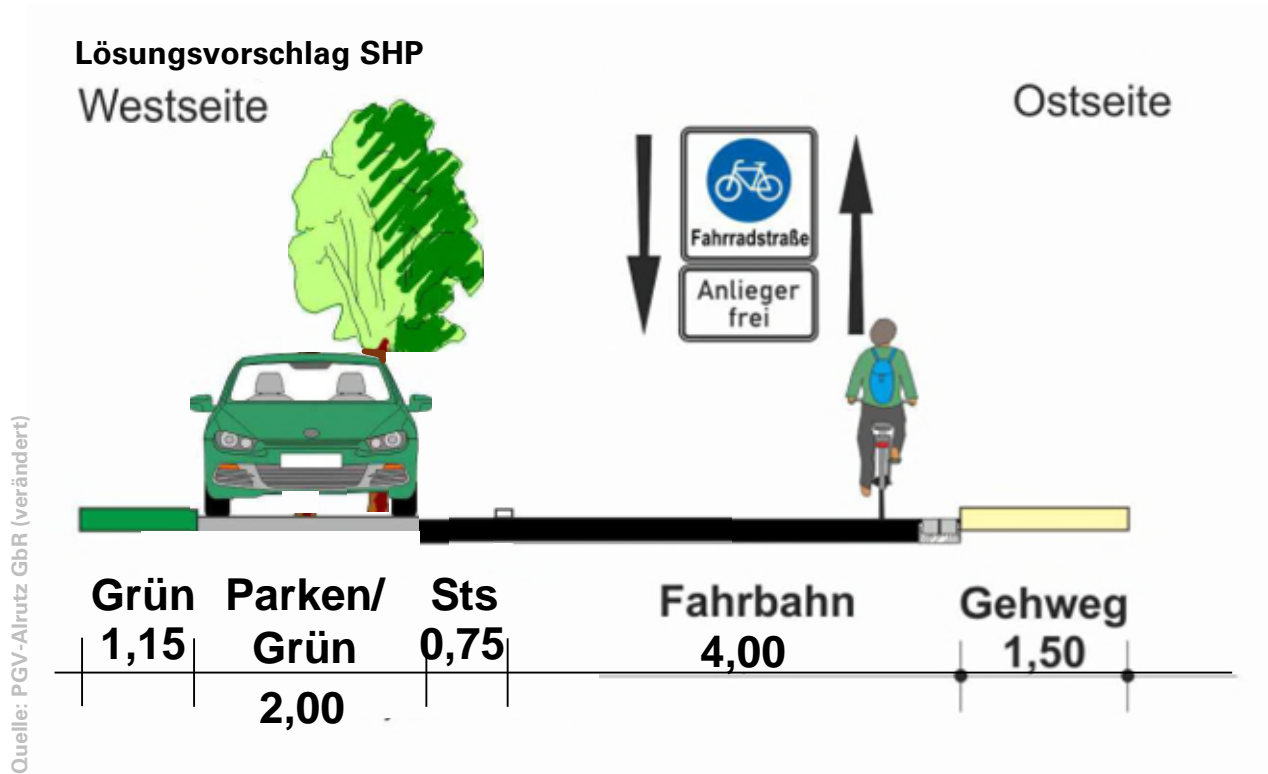 Lösungsvorschlag SHP
Westseite
Ostseite
Fahrradstraße
Anlieger
frei
Grün
1,15
Parken/
Grün
2,00
Sts
0,75
Fahrbahn
4,00
Gehweg
1,50
Quelle: PGV-Alrutz GbR (verändert)